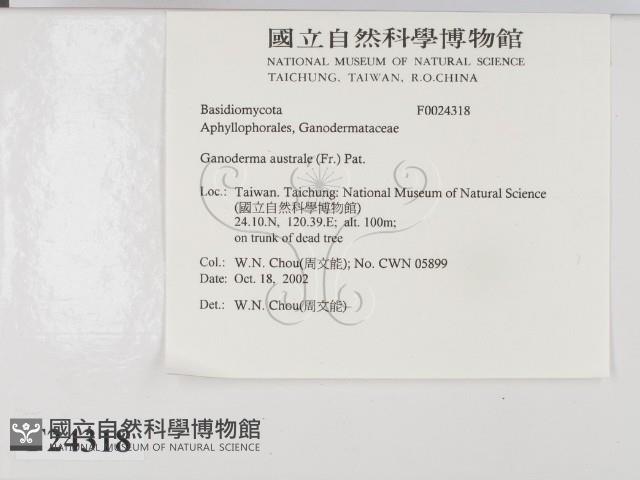 國立自然科學博物館
NATIONAL MUSEUM OF NATURAL SCIENCE
TAICHUNG, TAIWAN, R.O.CHINA
Basidiomycota F0024318
Aphyllophorales, Ganodermataceae
Ganoderma australe (Fr.) Pat.
Loc.: Taiwan. Taichung: National Museum of Natural Science
(國立自然科學博物館)
24.10.N, 120.39.E; alt. 100m;
on trunk of dead tree
Col.: W.N. Chou(周文能); No. CWN 05899
Date: Oct. 18, 2002
Det.: W.N. Chou(周文能)
24318
國立自然科學博物館
NATIONAL MUSEUM OF NATURAL SCIENCE